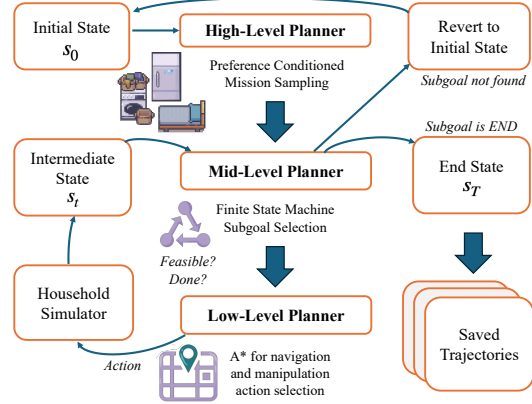 Initial State
s0
High-Level Planner
Revert to
Initial State
Preference Conditioned
Mission Sampling
Subgoal not found
Subgoal is END
Intermediate
State
st
Mid-Level Planner
End State
sT
Finite State Machine
Subgoal Selection
Feasible?
Done?
Household
Simulator
Low-Level Planner
Saved
Trajectories
Action
A* for navigation
and manipulation
action selection